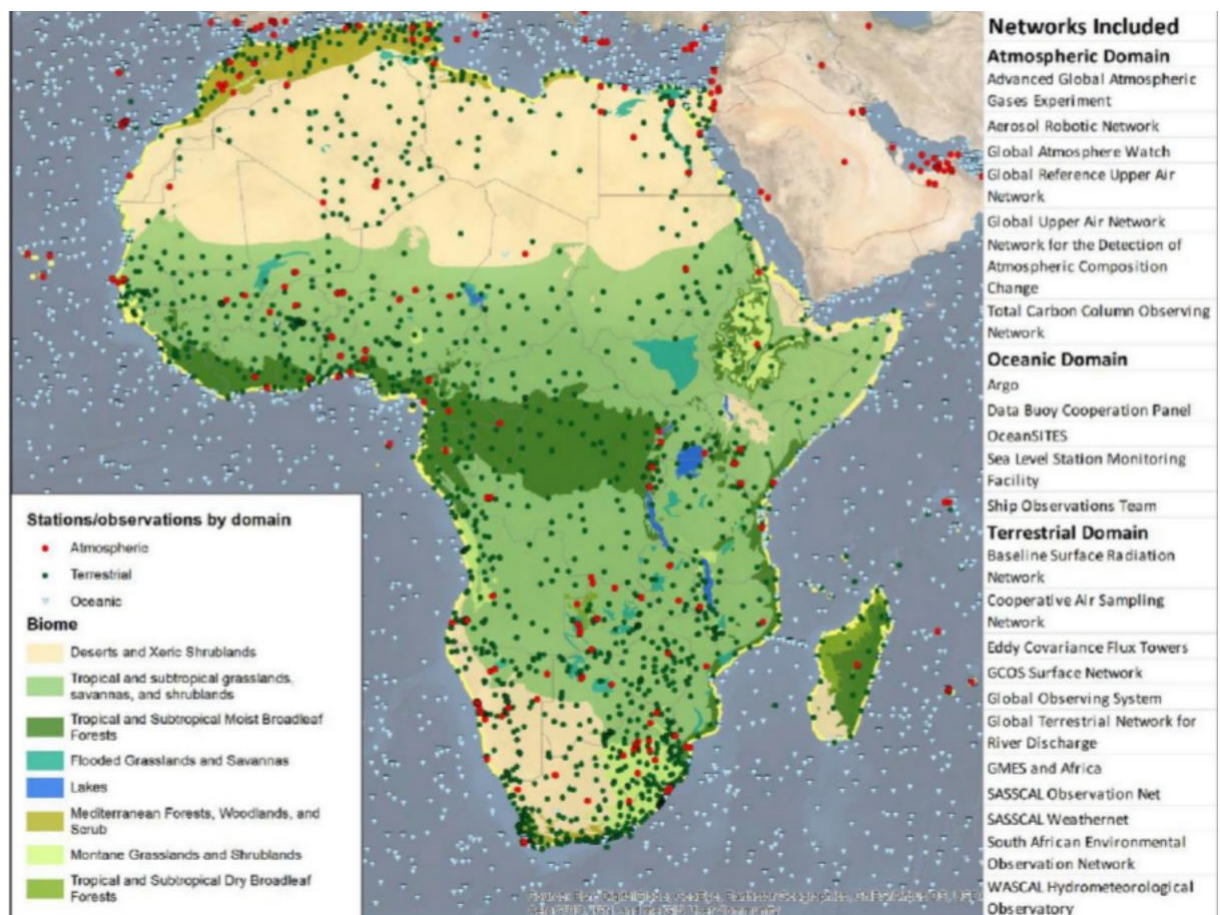 Networks Included
Atmospheric Domain
Advanced Global Atmospheric
Gases Experiment
Aerosol Robotic Network
Global Atmosphere Watch
Global Reference Upper Air
Network
Global Upper Air Network
Network for the Detection of
Atmospheric Composition
Change
Total Carbon Column Observing
Network
Oceanic Domain
Argo
Data Buoy Cooperation Panel
OceanSITES
Sea Level Station Monitoring
Facility
Ship Observations Team
Terrestrial Domain
Baseline Surface Radiation
Network
Cooperative Air Sampling
Network
Eddy Covariance Flux Towers
GCOS Surface Network
Global Observing System
Global Terrestrial Network for
River Discharge
GMES and Africa
SASSCAL Observation Net
SASSCAL Weathernet
South African Environmental
Observation Network
WASCAL Hydrometeorological
Observatory
Stations/observations by domain
Atmospheric
Terrestrial
Oceanic
Biome
Deserts and Xeric Shrublands
Tropical and subtropical grasslands,
savannas, and shrublands
Tropical and Subtropical Moist Broadleaf
Forests
Flooded Grasslands and Savannas
Lakes
Mediterranean Forests, Woodlands, and
Scrub
Montane Grasslands and Shrublands
Tropical and Subtropical Dry Broadleaf
Forests